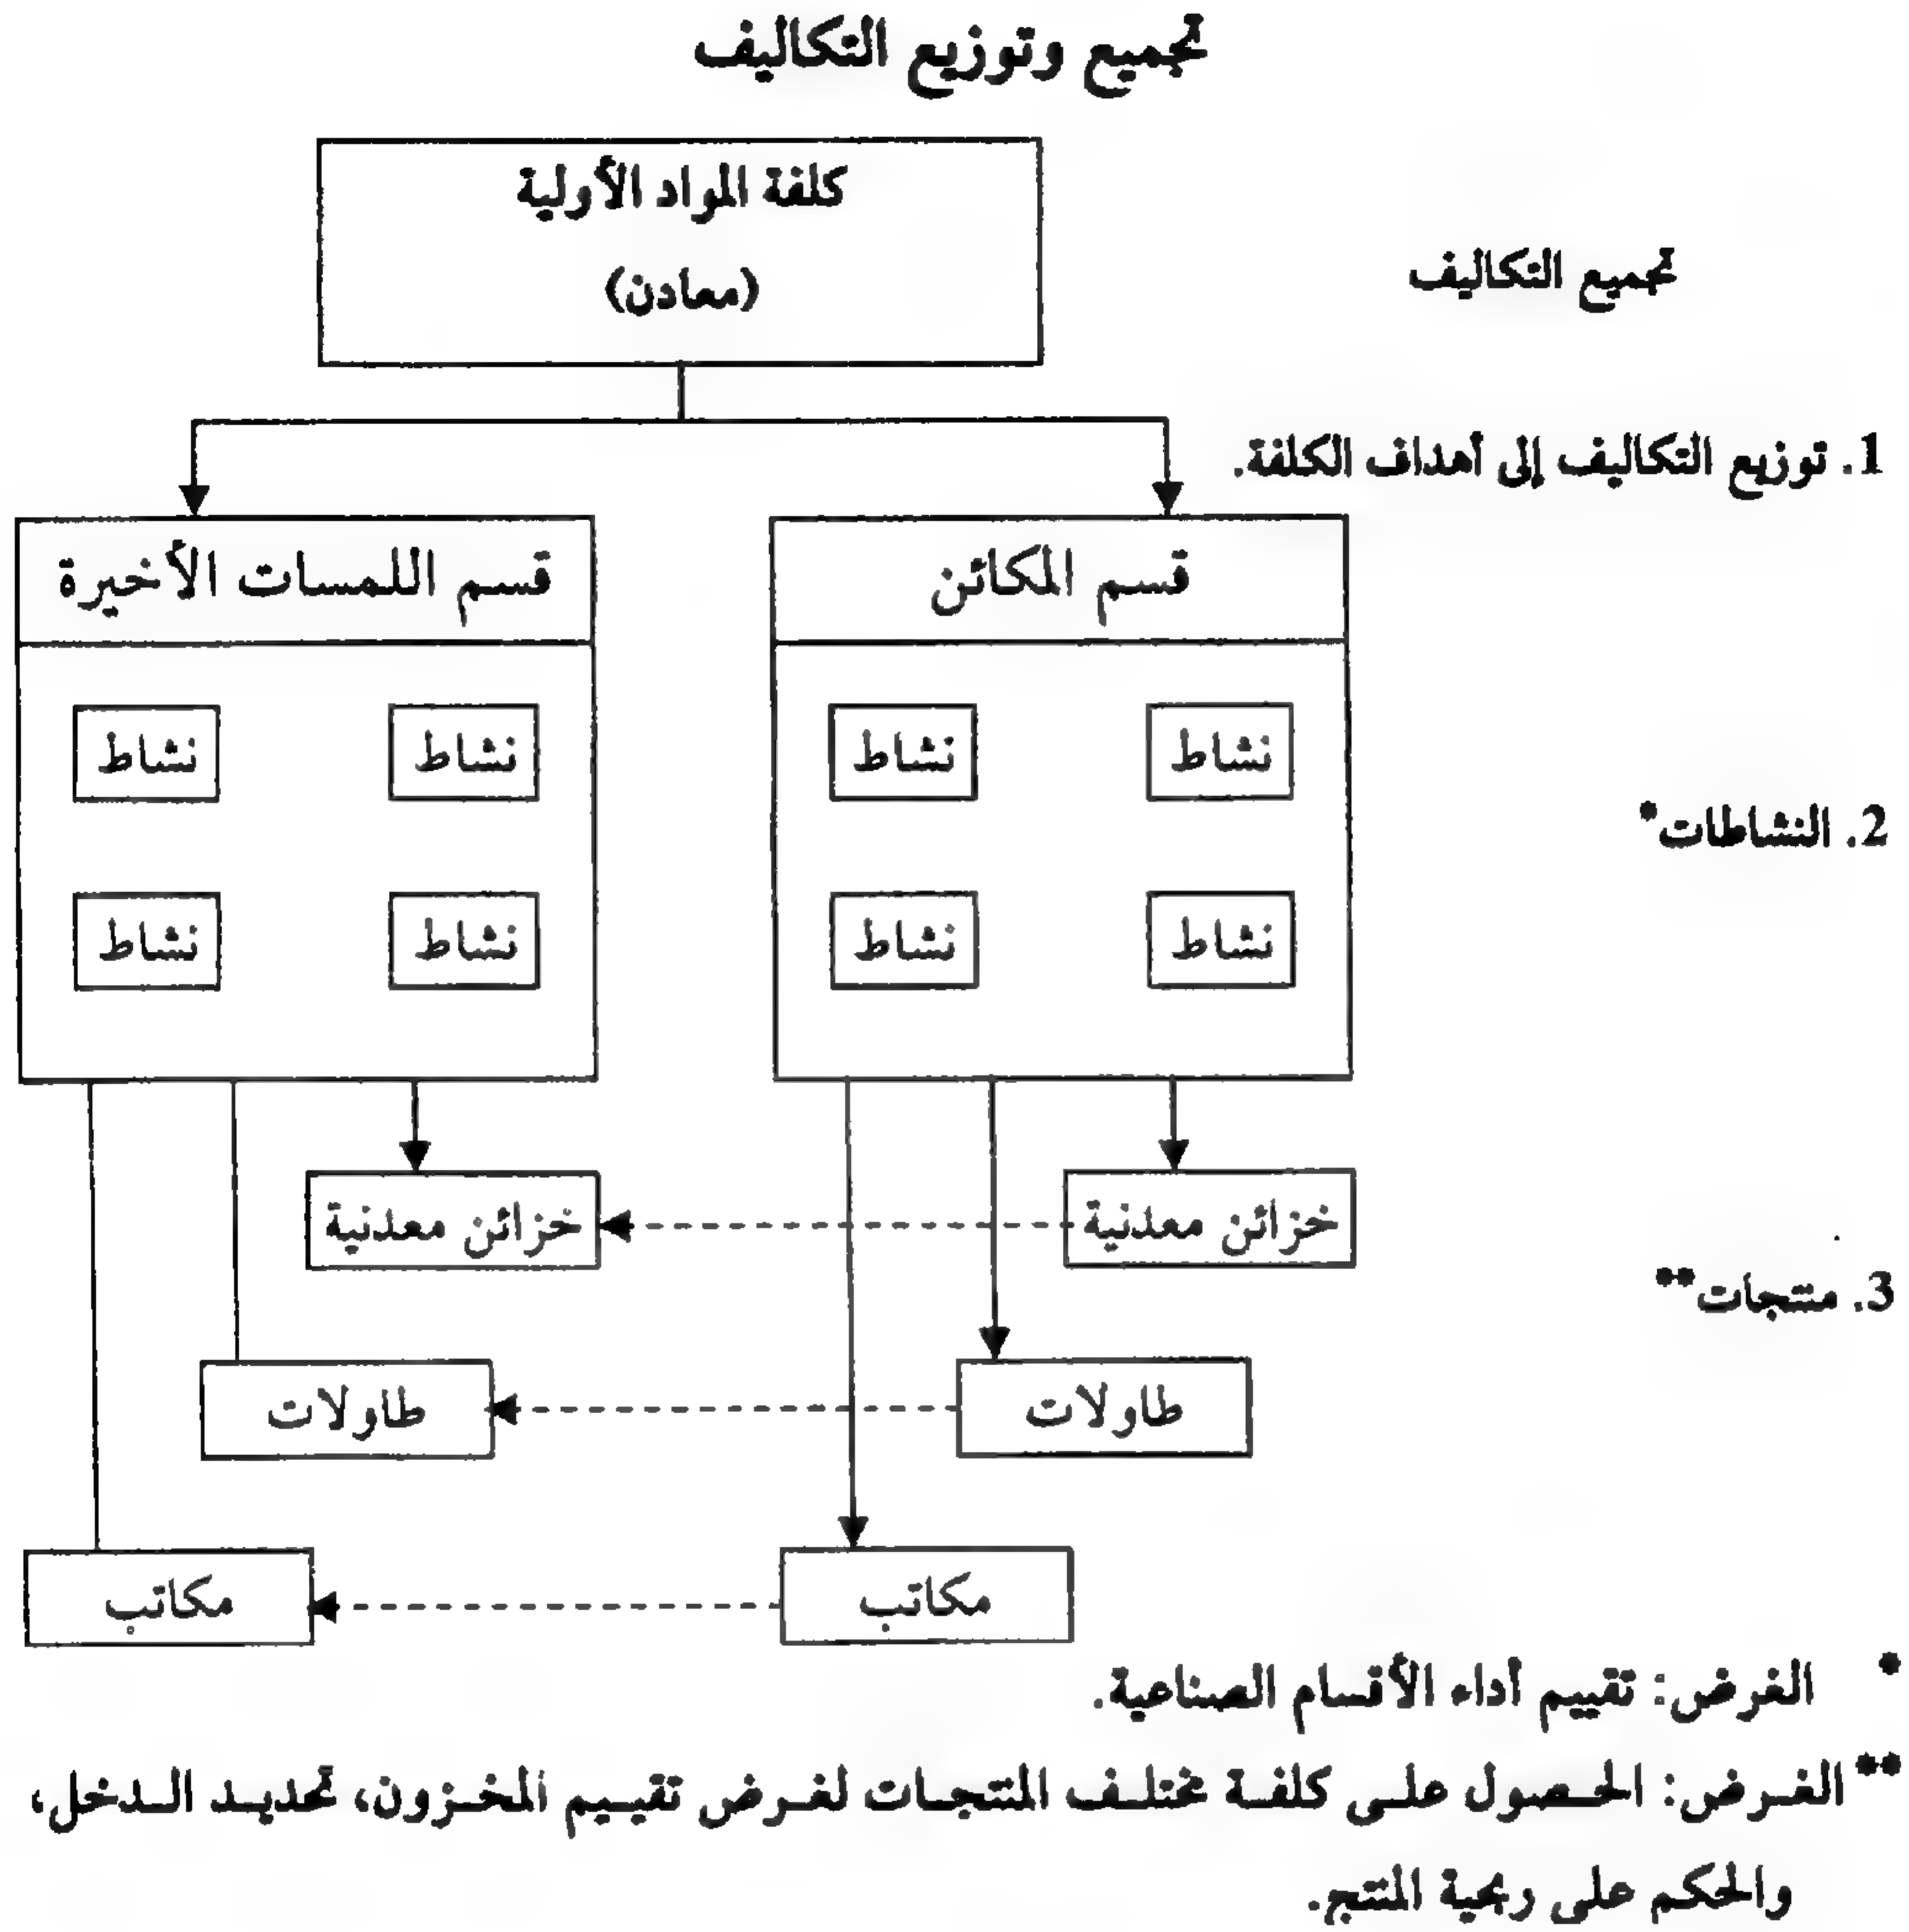 تجميع وتوزيع التكاليف
كلفة المواد الأولية
(معادن)
تجميع التكاليف
1. توزيع التكاليف إلى أهداف الكلفة.
قسم المكائن
قسم اللمسات الأخيرة
نشاط
نشاط
نشاط
نشاط
2. النشاطات*
نشاط
نشاط
نشاط
نشاط
خزائن معدنية
خزائن معدنية
3. منتجات**
طاولات
طاولات
مكاتب
مكاتب
* الغرض: تقييم أداء الأقسام الصناعية.
** الغرض: الحصول على كلفة مختلف المنتجات لغرض تقييم المخزون، تحديد الدخل،
والحكم على ربحية المنتج.